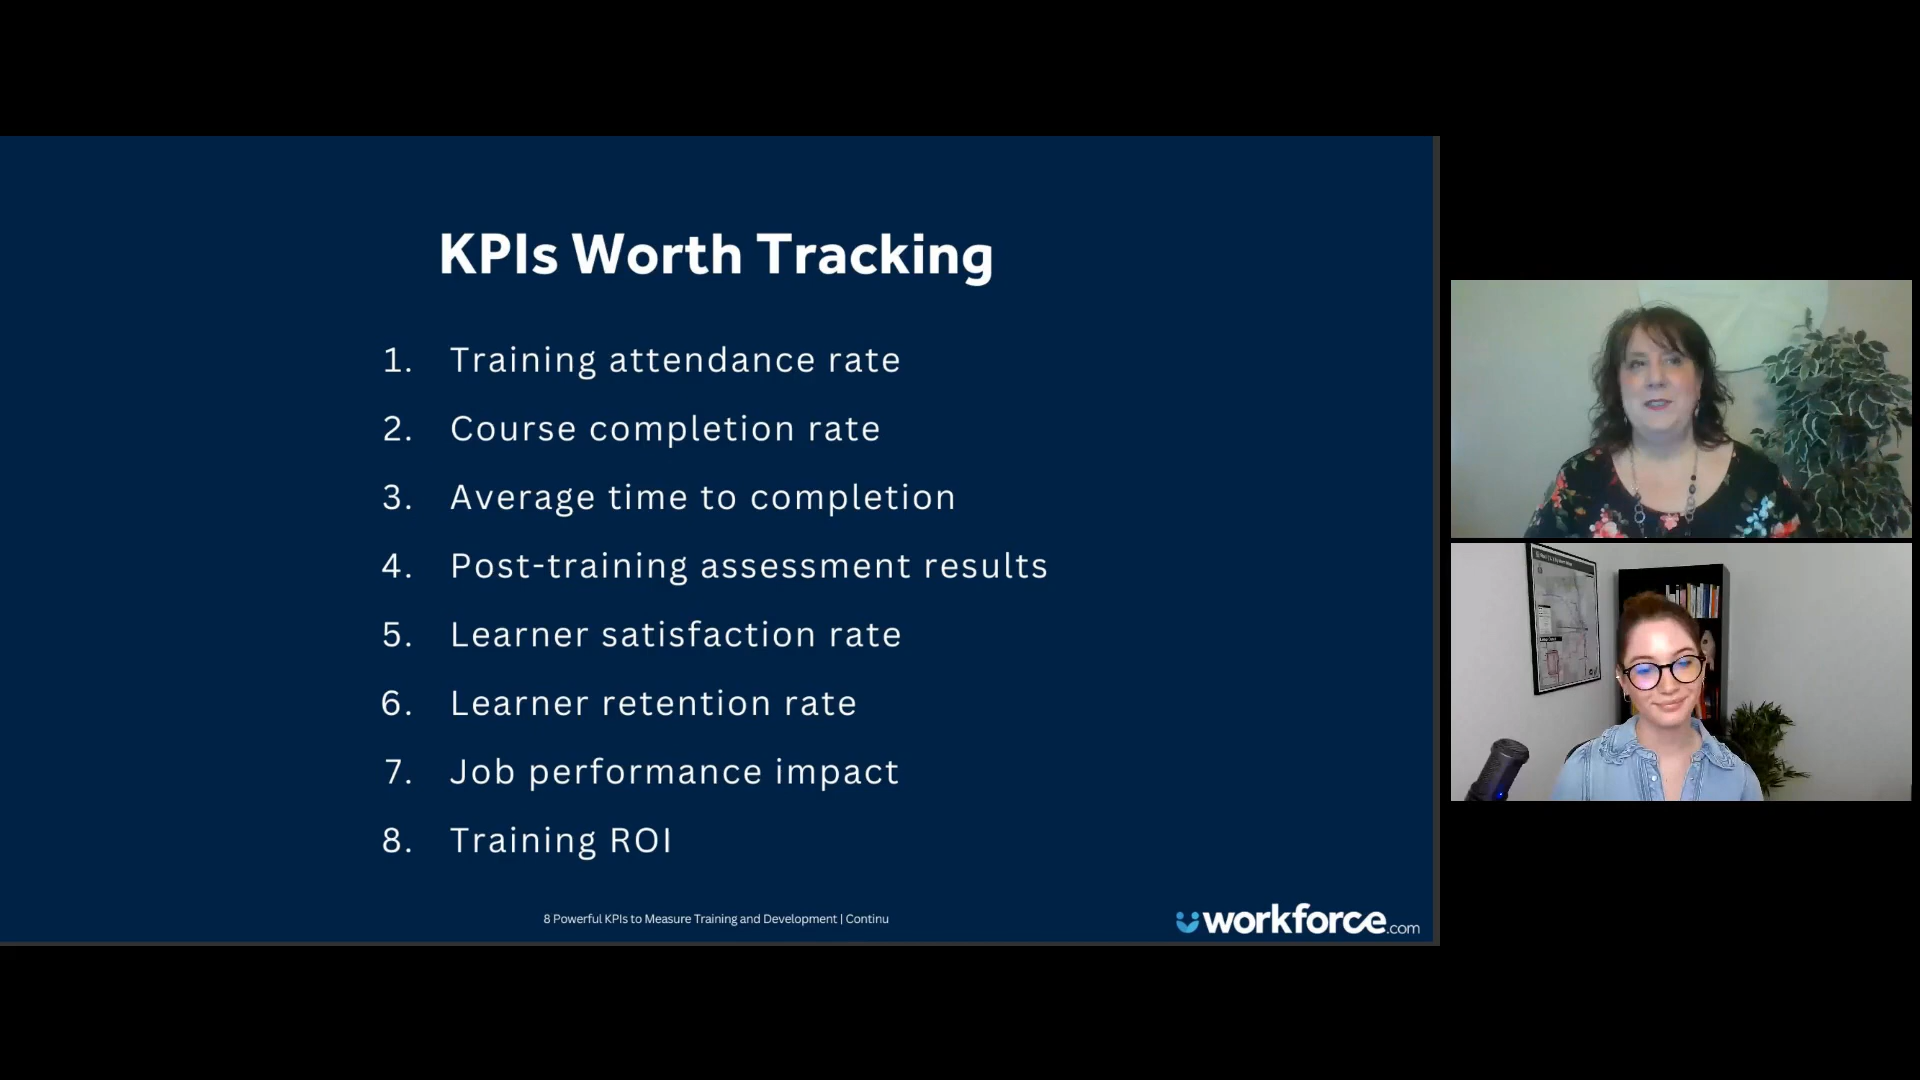 KPIs Worth Tracking
1. Training attendance rate
2. Course completion rate
3. Average time to completion
4. Post-training assessment results
5. Learner satisfaction rate
6. Learner retention rate
7. Job performance impact
8. Training ROI
8 Powerful KPIs to Measure Training and Development | Continu
workforce.com